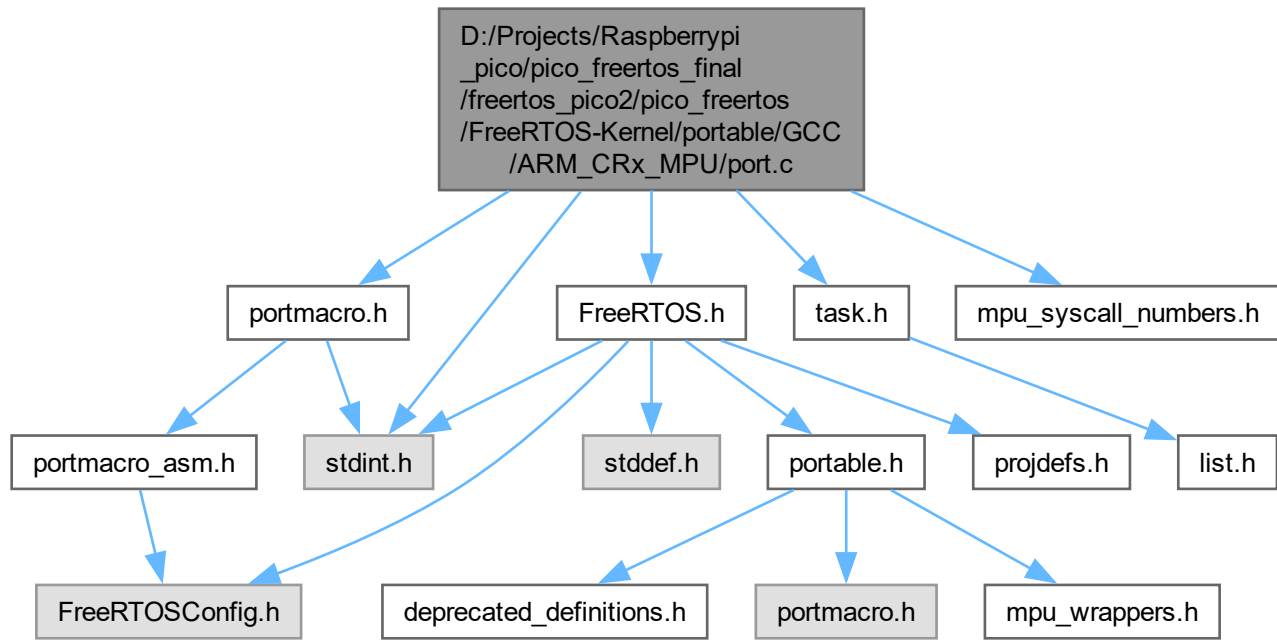 D:/Projects/Raspberrypi
_pico/pico_freertos_final
/freertos_pico2/pico_freertos
/FreeRTOS-Kernel/portable/GCC
/ARM_CRx_MPU/port.c
portmacro.h
FreeRTOS.h
task.h
mpu_syscall_numbers.h
portmacro_asm.h
stdint.h
stddef.h
portable.h
projdefs.h
list.h
FreeRTOSConfig.h
deprecated_definitions.h
portmacro.h
mpu_wrappers.h